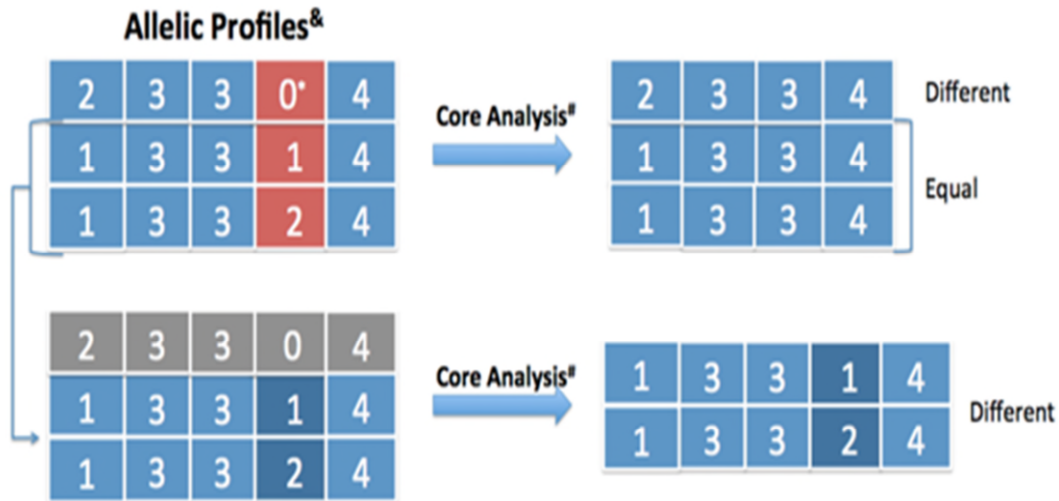 Allelic Profiles&
2 3 3 0* 4
1 3 3 1 4
1 3 3 2 4
Core Analysis#
2 3 3 4
1 3 3 4
1 3 3 4
Different
Equal
2 3 3 0 4
1 3 3 1 4
1 3 3 2 4
Core Analysis#
1 3 3 1 4
1 3 3 2 4
Different